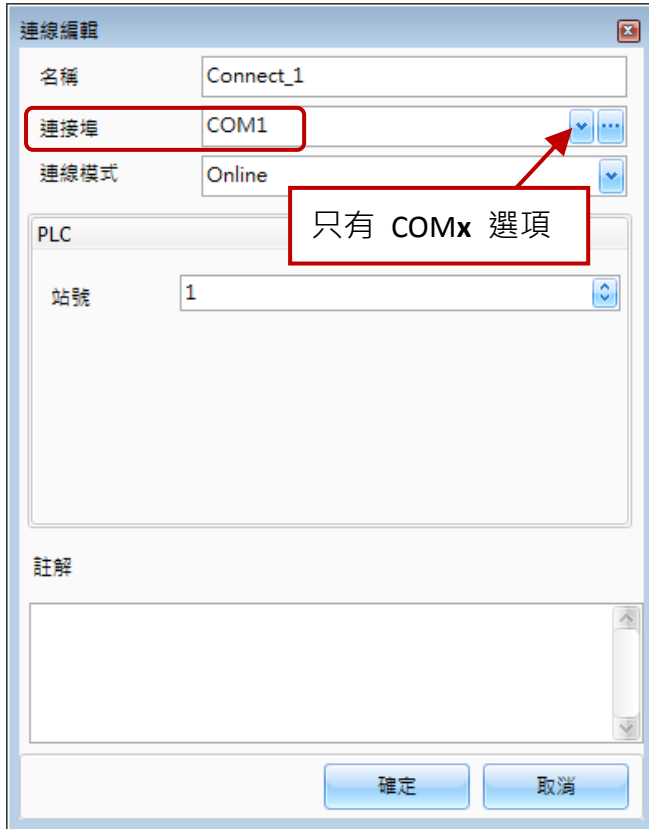 連線編輯
名稱 Connect_1
連接埠 COM1
連線模式 Online
只有 COMx 選項
PLC
站號 1
註解
確定 取消